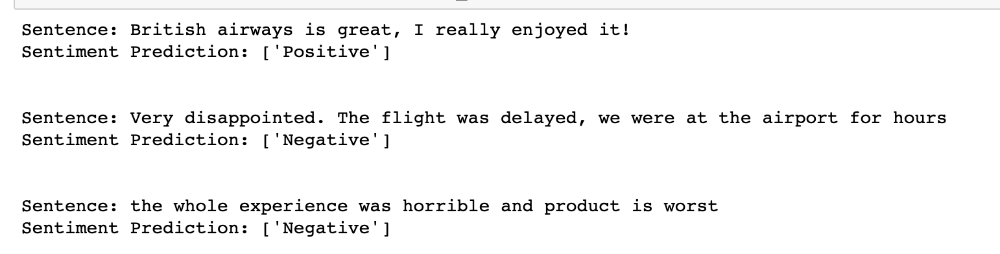 Sentence: British airways is great, I really enjoyed it!
Sentiment Prediction: ['Positive']
Sentence: Very disappointed. The flight was delayed, we were at the airport for hours
Sentiment Prediction: ['Negative']
Sentence: the whole experience was horrible and product is worst
Sentiment Prediction: ['Negative']